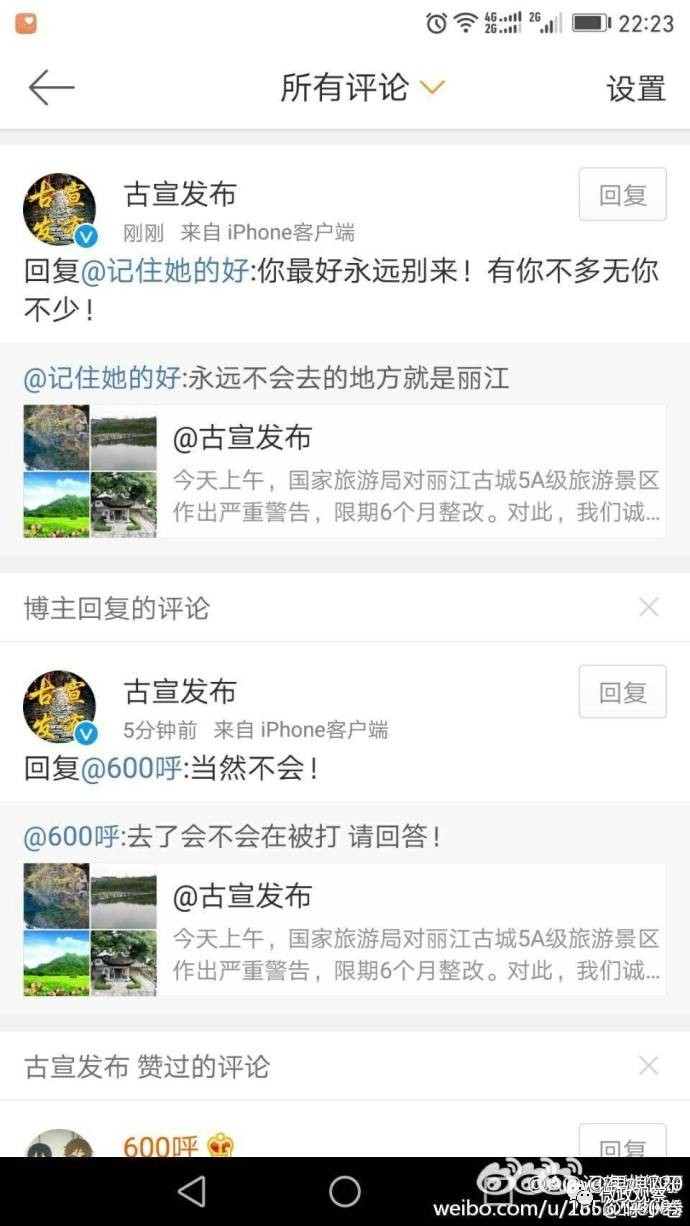 4G 2G 2G 22:23
所有评论 设置
古宣发布
回复
刚刚 来自 iPhone客户端
回复@记住她的好:你最好永远别来！有你不多无你
不少！
@记住她的好:永远不会去的地方就是丽江
@古宣发布
今天上午，国家旅游局对丽江古城5A级旅游景区
作出严重警告，限期6个月整改。对此，我们诚...
博主回复的评论
古宣发布
回复
5分钟前 来自 iPhone客户端
回复@600呼:当然不会！
@600呼:去了会不会在被打 请回答！
@古宣发布
今天上午，国家旅游局对丽江古城5A级旅游景区
作出严重警告，限期6个月整改。对此，我们诚...
古宣发布 赞过的评论
600呼
回复
微政观察